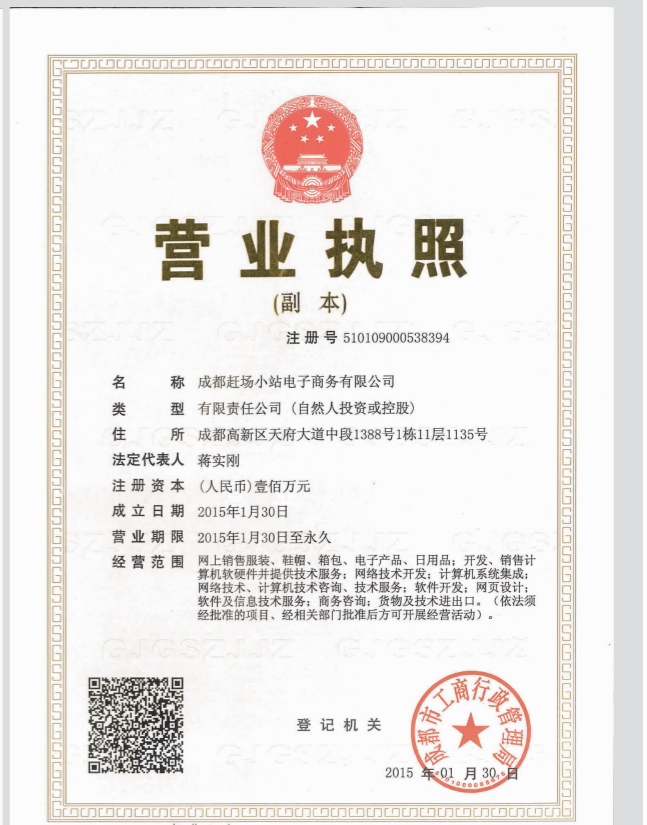 营业执照
(副 本)
注册号 510109000538394
名 称 成都赶场小站电子商务有限公司
类 型 有限责任公司（自然人投资或控股）
住 所 成都高新区天府大道中段1388号1栋11层1135号
法定代表人 蒋实刚
注册资本 (人民币)壹佰万元
成立日期 2015年1月30日
营业期限 2015年1月30日至永久
经营范围 网上销售服装、鞋帽、箱包、电子产品、日用品；开发、销售计
算机软硬件并提供技术服务；网络技术开发；计算机系统集成；
网络技术、计算机技术咨询、技术服务；软件开发；网页设计；
软件及信息技术服务；商务咨询；货物及技术进出口。（依法须
经批准的项目、经相关部门批准后方可开展经营活动）。
登记机关
成都市工商行政管理局
2015 年 01 月 30 日